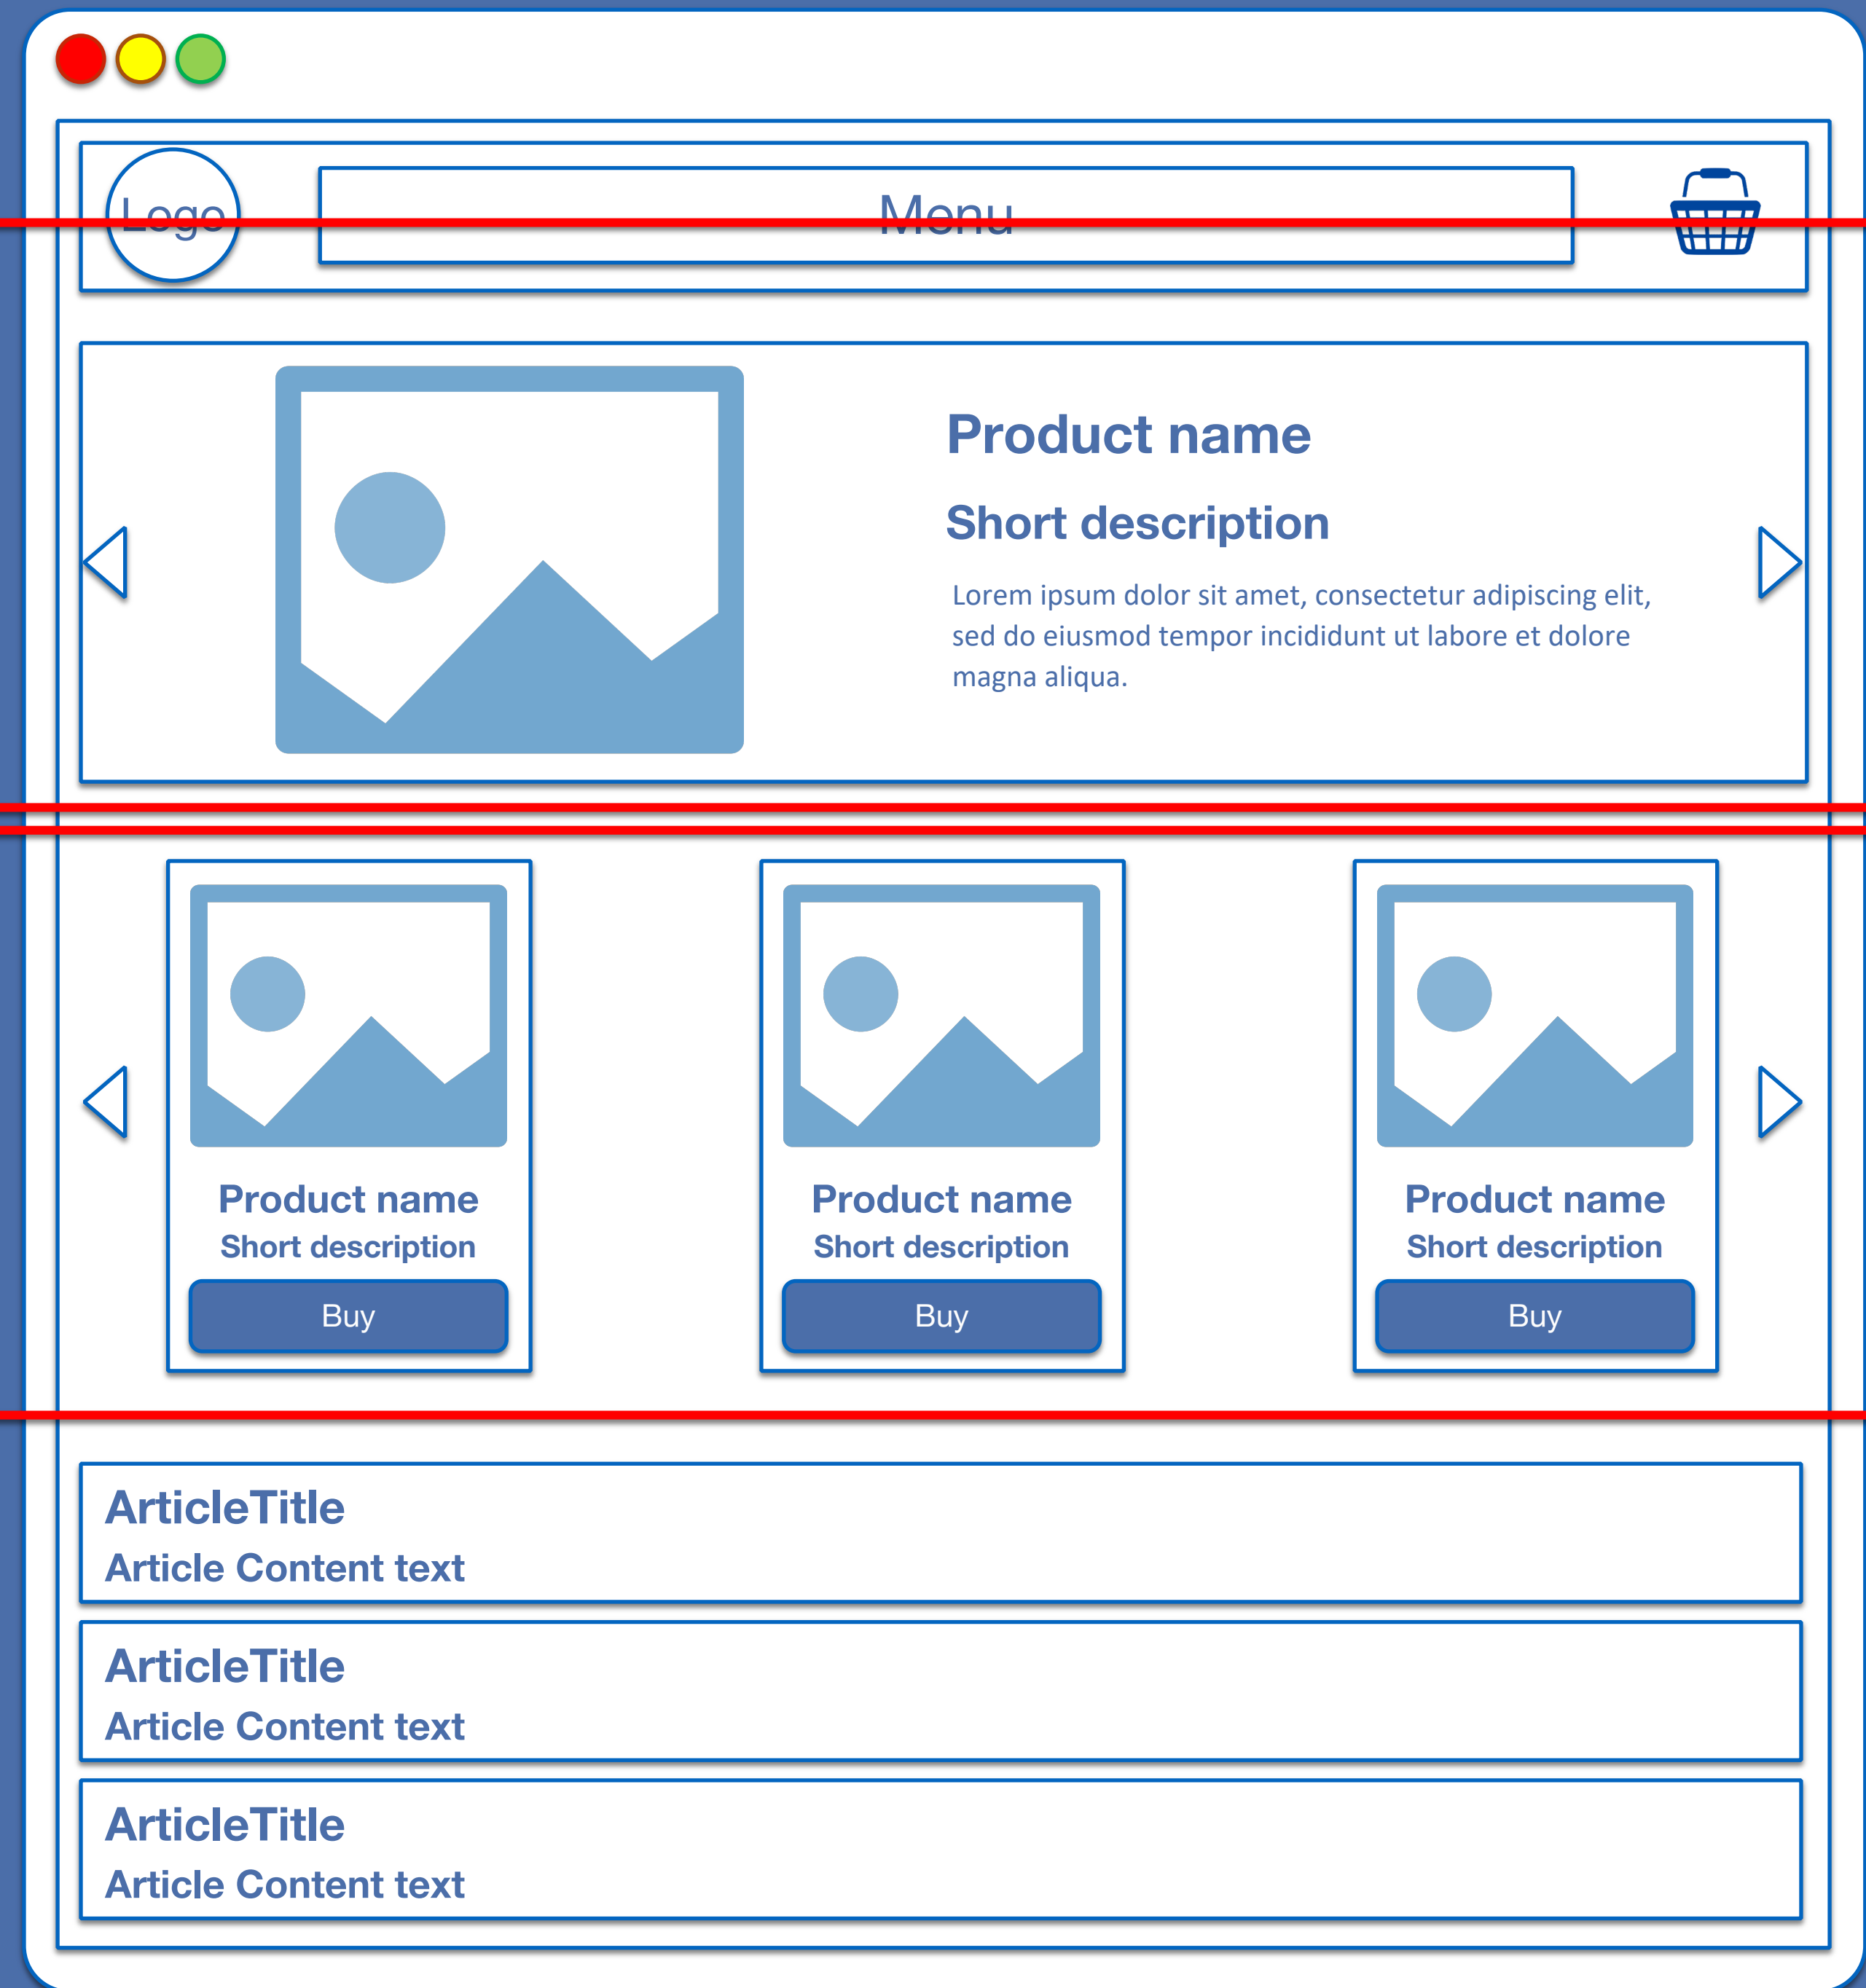 Logo
Menu
Product name
Short description
Lorem ipsum dolor sit amet, consectetur adipiscing elit,
sed do eiusmod tempor incididunt ut labore et dolore
magna aliqua.
Product name
Short description
Buy
Product name
Short description
Buy
Product name
Short description
Buy
ArticleTitle
Article Content text
ArticleTitle
Article Content text
ArticleTitle
Article Content text